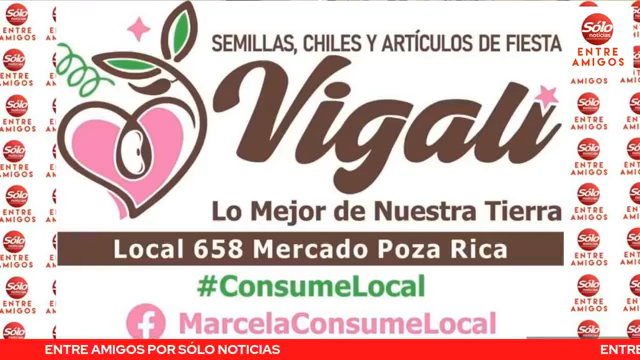 SEMILLAS, CHILES Y ARTÍCULOS DE FIESTA
Vigali
Lo Mejor de Nuestra Tierra
Local 658 Mercado Poza Rica
#ConsumeLocal
MarcelaConsumeLocal
Sólo
noticias
ENTRE
AMIGOS
ENTRE AMIGOS POR SÓLO NOTICIAS
ENTRE